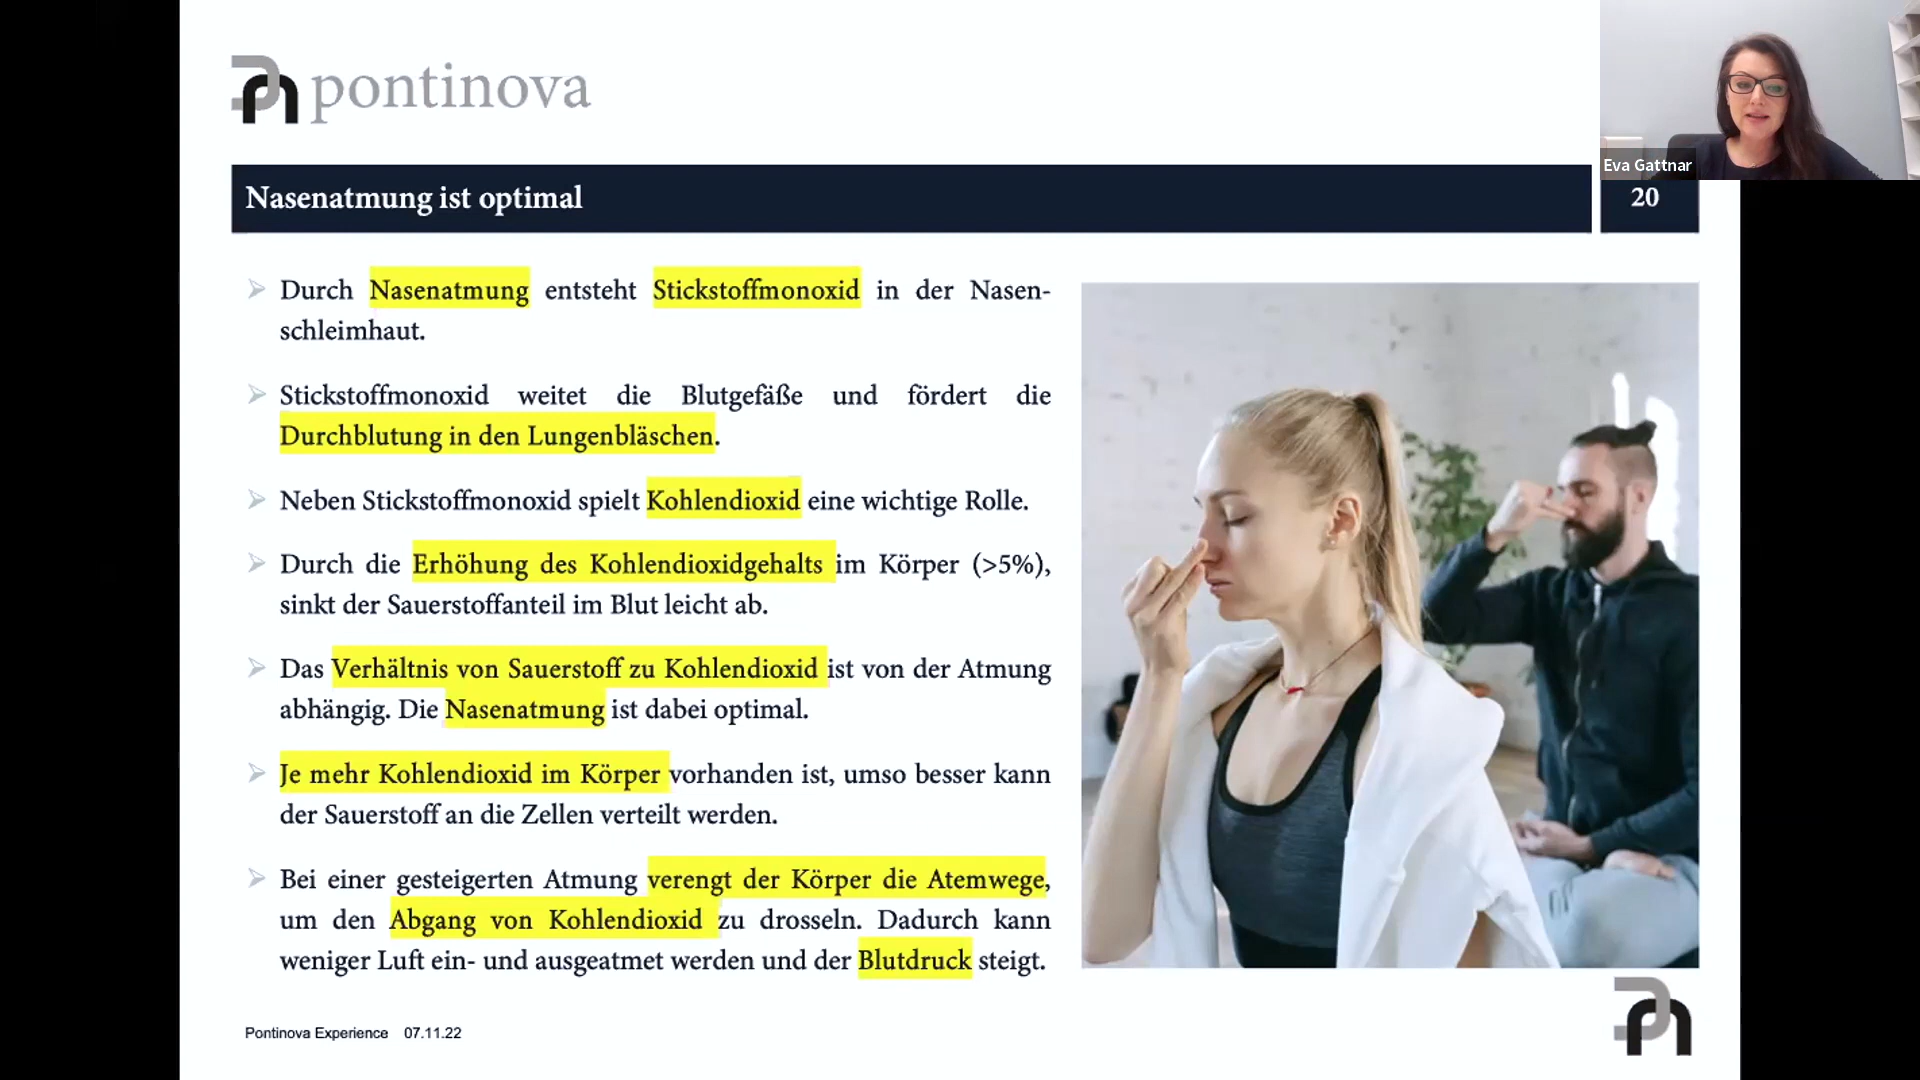 pontinova
Eva Gattnar
Nasenatmung ist optimal
20
Durch Nasenatmung entsteht Stickstoffmonoxid in der Nasen-
schleimhaut.
Stickstoffmonoxid weitet die Blutgefäße und fördert die
Durchblutung in den Lungenbläschen.
Neben Stickstoffmonoxid spielt Kohlendioxid eine wichtige Rolle.
Durch die Erhöhung des Kohlendioxidgehalts im Körper (>5%),
sinkt der Sauerstoffanteil im Blut leicht ab.
Das Verhältnis von Sauerstoff zu Kohlendioxid ist von der Atmung
abhängig. Die Nasenatmung ist dabei optimal.
Je mehr Kohlendioxid im Körper vorhanden ist, umso besser kann
der Sauerstoff an die Zellen verteilt werden.
Bei einer gesteigerten Atmung verengt der Körper die Atemwege,
um den Abgang von Kohlendioxid zu drosseln. Dadurch kann
weniger Luft ein- und ausgeatmet werden und der Blutdruck steigt.
Pontinova Experience 07.11.22